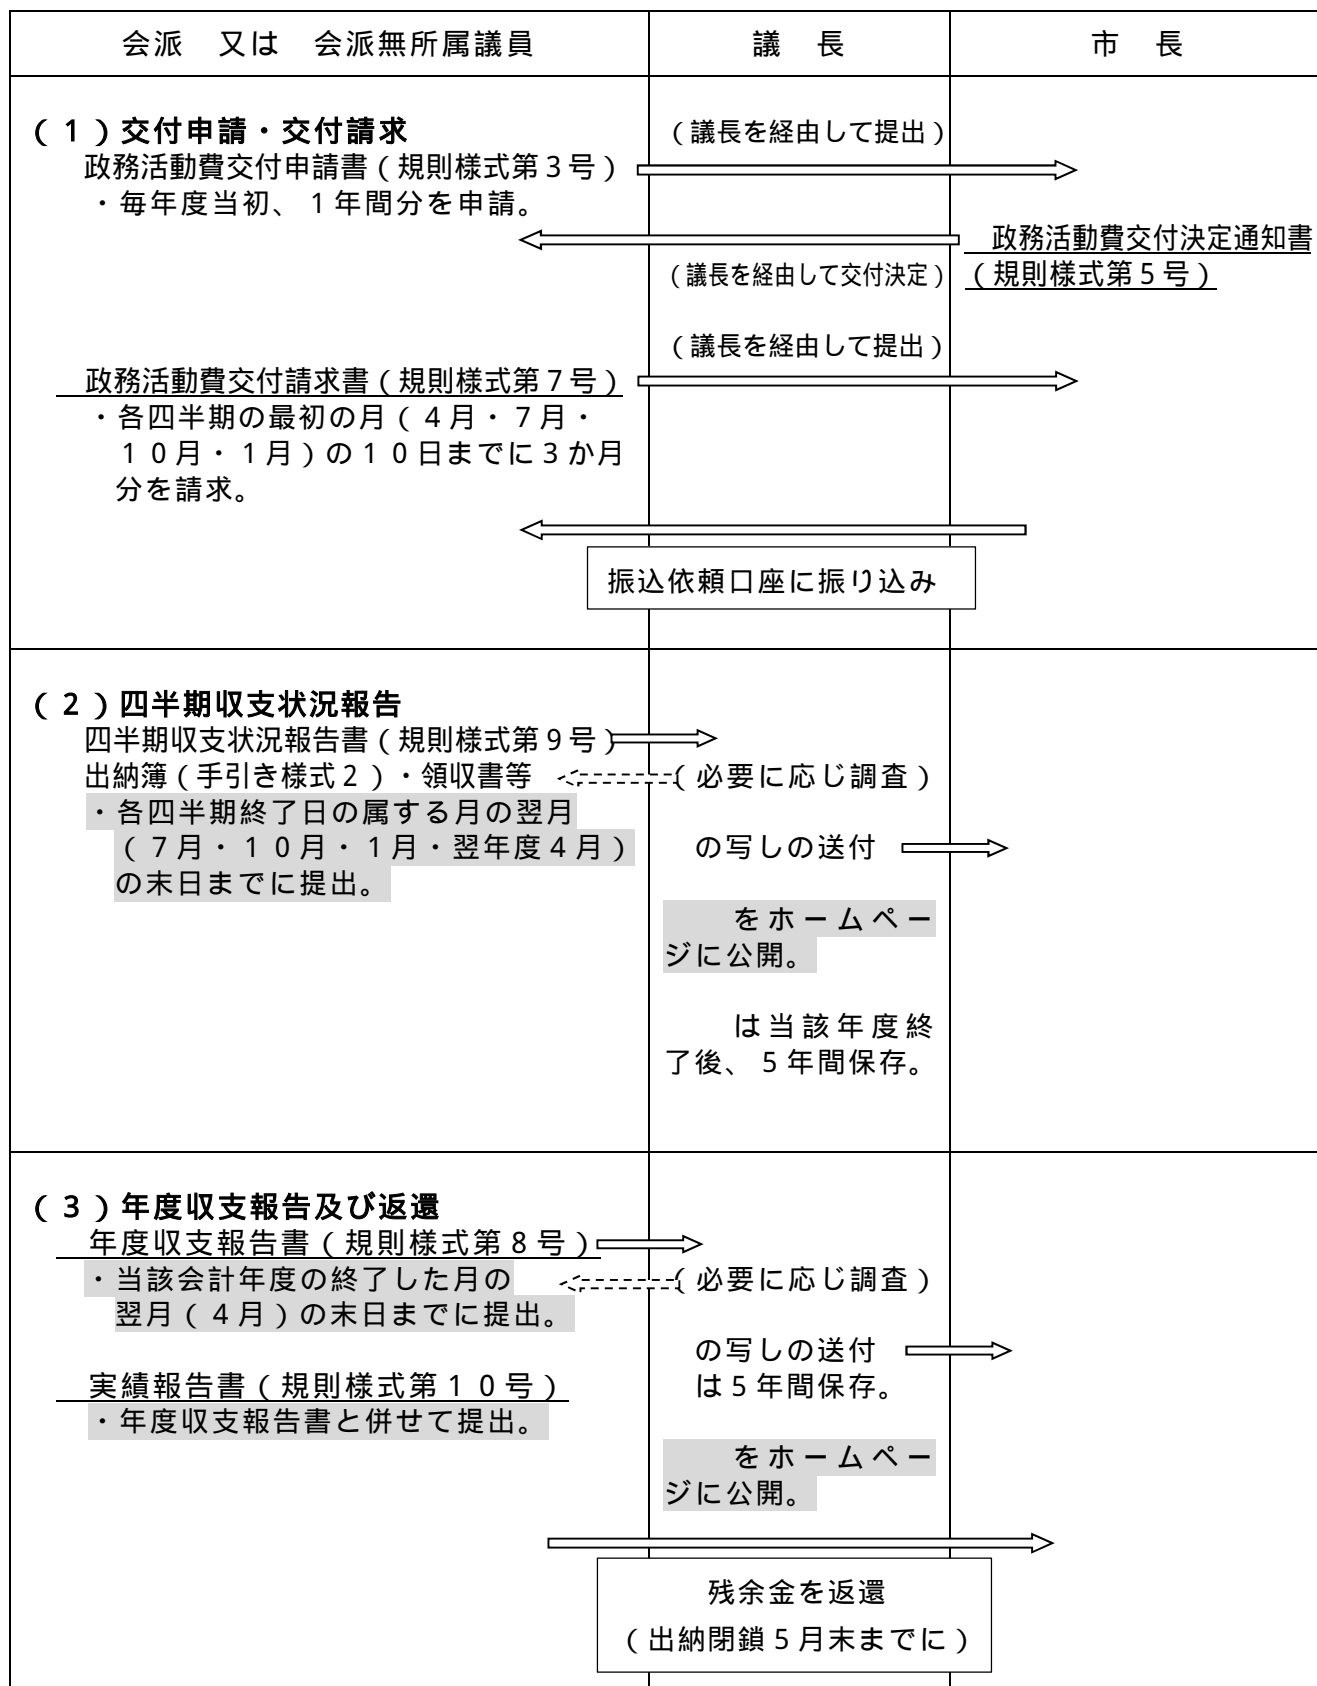 会派　又は　会派無所属議員
議　長
市　長
（１）交付申請・交付請求
（議長を経由して提出）
政務活動費交付申請書（規則様式第３号）
・毎年度当初、１年間分を申請。
政務活動費交付決定通知書
（議長を経由して交付決定）
（規則様式第５号）
（議長を経由して提出）
政務活動費交付請求書（規則様式第７号）
・各四半期の最初の月（４月・７月・
１０月・１月）の１０日までに３か月
分を請求。
振込依頼口座に振り込み
（２）四半期収支状況報告
四半期収支状況報告書（規則様式第９号）
出納簿（手引き様式２）・領収書等
（必要に応じ調査）
・各四半期終了日の属する月の翌月
（７月・１０月・１月・翌年度４月）
の末日までに提出。
の写しの送付
をホームペー
ジに公開。
は当該年度終
了後、５年間保存。
（３）年度収支報告及び返還
年度収支報告書（規則様式第８号）
・当該会計年度の終了した月の
翌月（４月）の末日までに提出。
（必要に応じ調査）
の写しの送付
は５年間保存。
実績報告書（規則様式第１０号）
・年度収支報告書と併せて提出。
をホームペー
ジに公開。
残余金を返還
（出納閉鎖５月末までに）